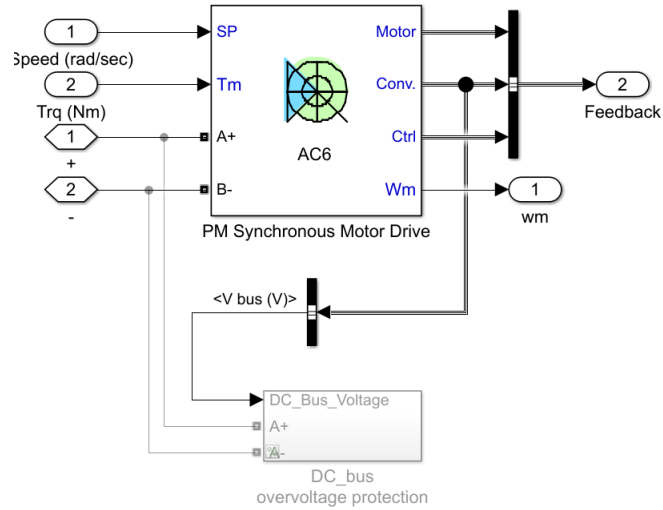 1
Speed (rad/sec)
2
Trq (Nm)
1
+
2
-
SP
Tm
A+
B-
AC6
Motor
Conv.
Ctrl
Wm
PM Synchronous Motor Drive
2
Feedback
1
wm
<V bus (V)>
DC_Bus_Voltage
A+
A-
DC_bus
overvoltage protection